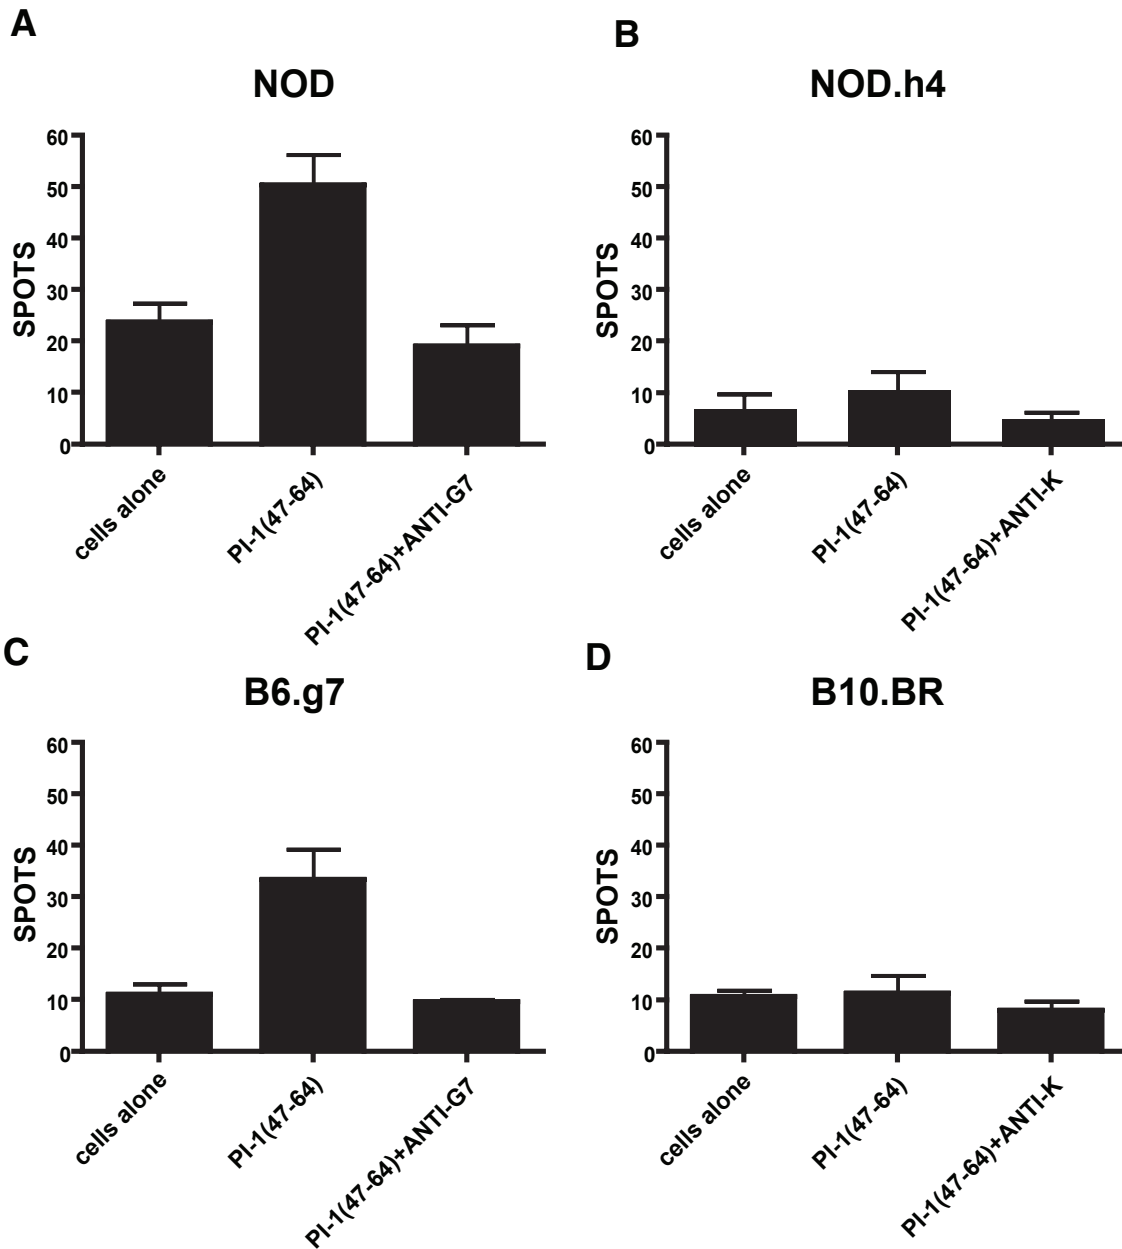 A
NOD
60
50
40
30
20
10
0
SPOTS
cells alone
PI-1(47-64)
PI-1(47-64)+ANTI-G7
B
NOD.h4
60
50
40
30
20
10
0
SPOTS
cells alone
PI-1(47-64)
PI-1(47-64)+ANTI-K
C
B6.g7
60
50
40
30
20
10
0
SPOTS
cells alone
PI-1(47-64)
PI-1(47-64)+ANTI-G7
D
B10.BR
60
50
40
30
20
10
0
SPOTS
cells alone
PI-1(47-64)
PI-1(47-64)+ANTI-K